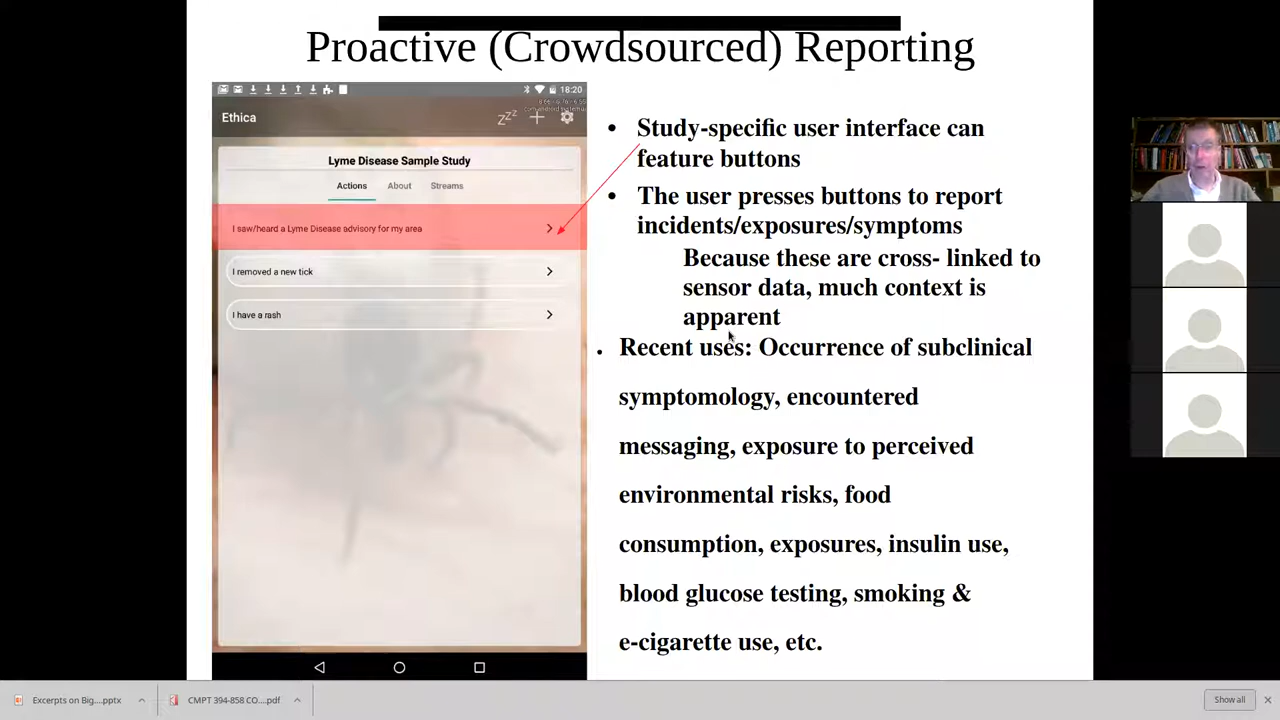 Proactive (Crowdsourced) Reporting
18:20
Ethica
zzz
Lyme Disease Sample Study
Actions About Streams
I saw/heard a Lyme Disease advisory for my area
I removed a new tick
I have a rash
• Study-specific user interface can
feature buttons
• The user presses buttons to report
incidents/exposures/symptoms
Because these are cross- linked to
sensor data, much context is
apparent
• Recent uses: Occurrence of subclinical
symptomology, encountered
messaging, exposure to perceived
environmental risks, food
consumption, exposures, insulin use,
blood glucose testing, smoking &
e-cigarette use, etc.
Excerpts on Big....pptx
CMPT 394-858 CO....pdf
Show all